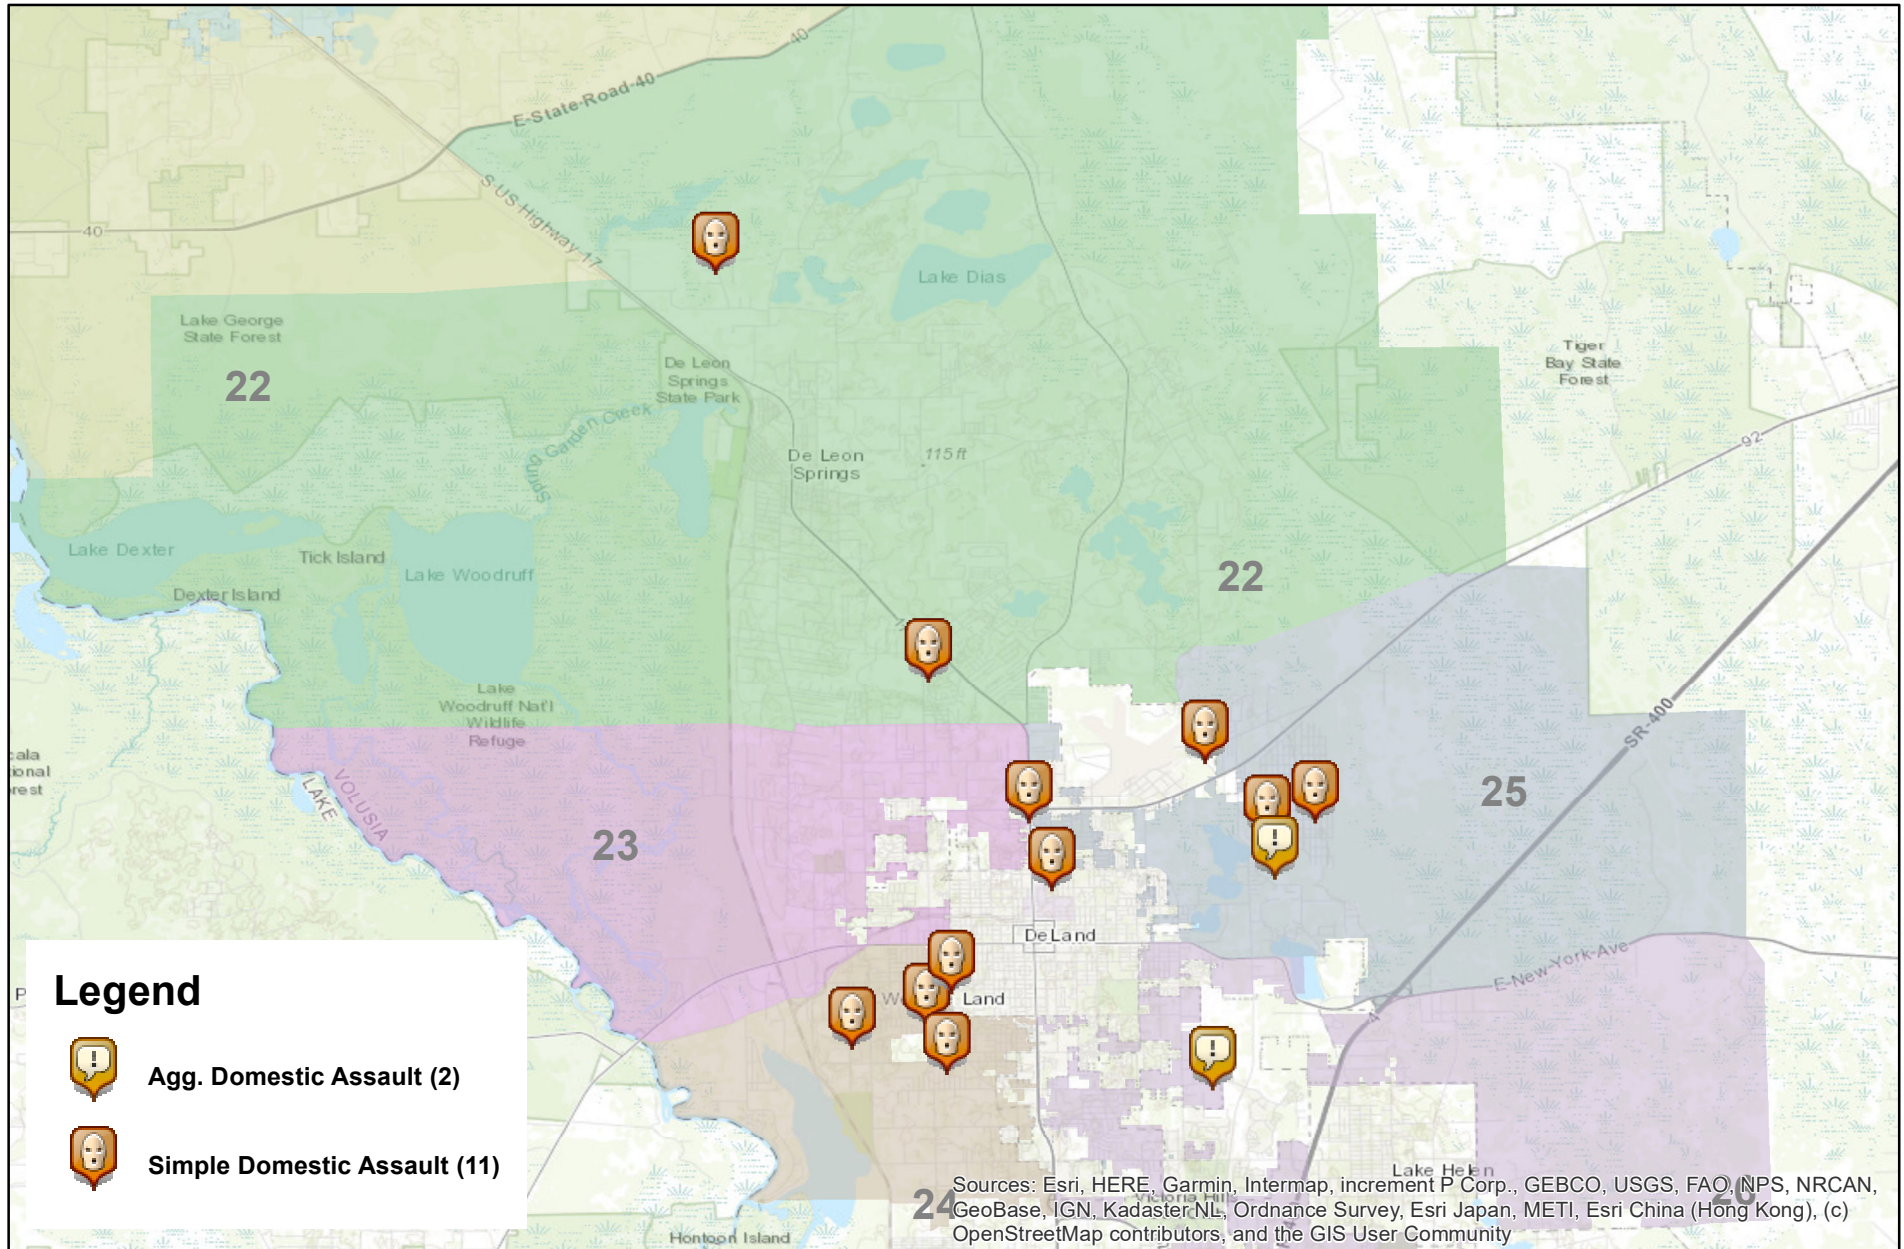 40
E-State-Road-40
S US Highway 17
40
Lake Dias
Lake George
State Forest
22
De Leon
Springs
State Park
Tiger
Bay State
Forest
Spring Garden Creek
De Leon
Springs
115 ft
92
Lake Dexter
Tick Island
Lake Woodruff
22
Dexter Island
Lake
Woodruff Nat'l
Wildlife
Refuge
SR-400
VOLUSIA
LAKE
25
23
DeLand
E-New-York-Ave
Land
4
Legend
Agg. Domestic Assault (2)
Simple Domestic Assault (11)
Lake Helen
Victoria Hills
24
26
Hontoon Island
Sources: Esri, HERE, Garmin, Intermap, increment P Corp., GEBCO, USGS, FAO, NPS, NRCAN,
GeoBase, IGN, Kadaster NL, Ordnance Survey, Esri Japan, METI, Esri China (Hong Kong), (c)
OpenStreetMap contributors, and the GIS User Community